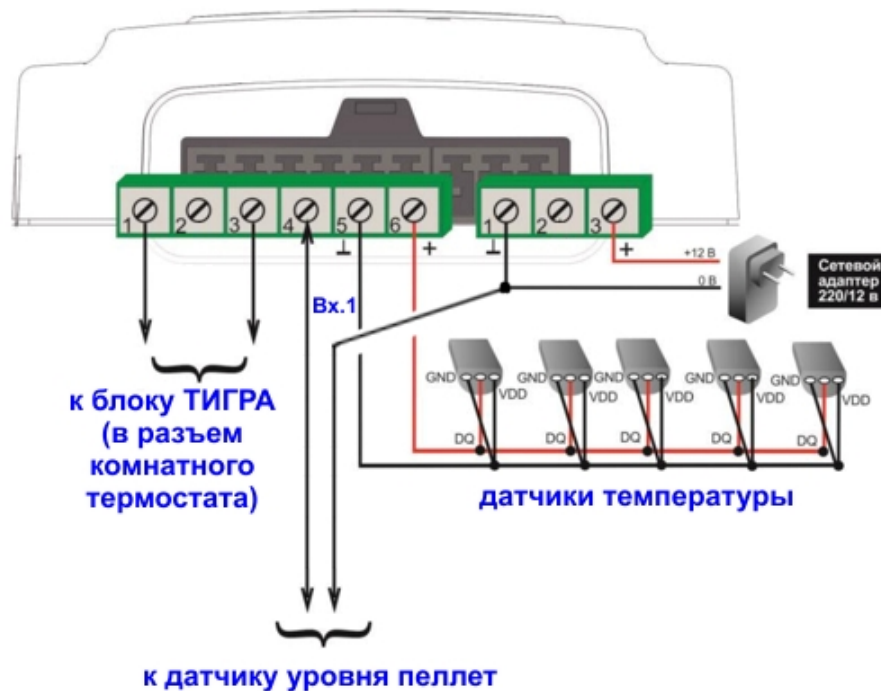 1 2 3 4 5 6 1 2 3
⊥ + ⊥ +
+12 В
0 В
Сетевой
адаптер
220/12 в
Вх.1
GND VDD GND VDD GND VDD GND VDD GND VDD
DQ DQ DQ DQ DQ
к блоку ТИГРА
(в разъем
комнатного
термостата)
датчики температуры
к датчику уровня пеллет